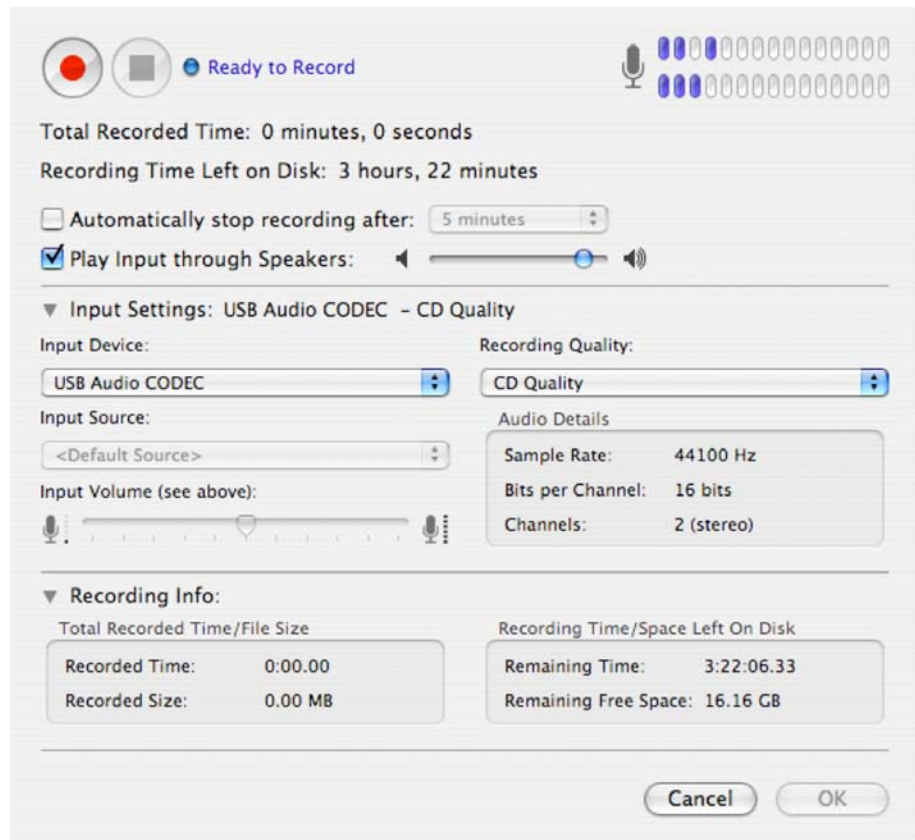 Ready to Record
Total Recorded Time: 0 minutes, 0 seconds
Recording Time Left on Disk: 3 hours, 22 minutes
Automatically stop recording after: 5 minutes
Play Input through Speakers:
Input Settings: USB Audio CODEC – CD Quality
Input Device:
USB Audio CODEC
Input Source:
<Default Source>
Input Volume (see above):
Recording Quality:
CD Quality
Audio Details
Sample Rate: 44100 Hz
Bits per Channel: 16 bits
Channels: 2 (stereo)
Recording Info:
Total Recorded Time/File Size
Recorded Time: 0:00.00
Recorded Size: 0.00 MB
Recording Time/Space Left On Disk
Remaining Time: 3:22:06.33
Remaining Free Space: 16.16 GB
Cancel
OK